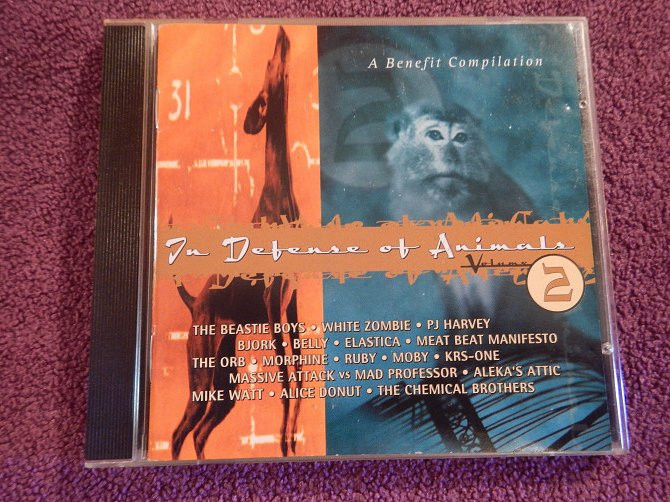 A Benefit Compilation
2
31
In Defense of Animals
Volume
2
THE BEASTIE BOYS • WHITE ZOMBIE • PJ HARVEY
BJORK • BELLY • ELASTICA • MEAT BEAT MANIFESTO
THE ORB • MORPHINE • RUBY • MOBY • KRS-ONE
MASSIVE ATTACK VS MAD PROFESSOR • ALEKA'S ATTIC
MIKE WATT • ALICE DONUT • THE CHEMICAL BROTHERS